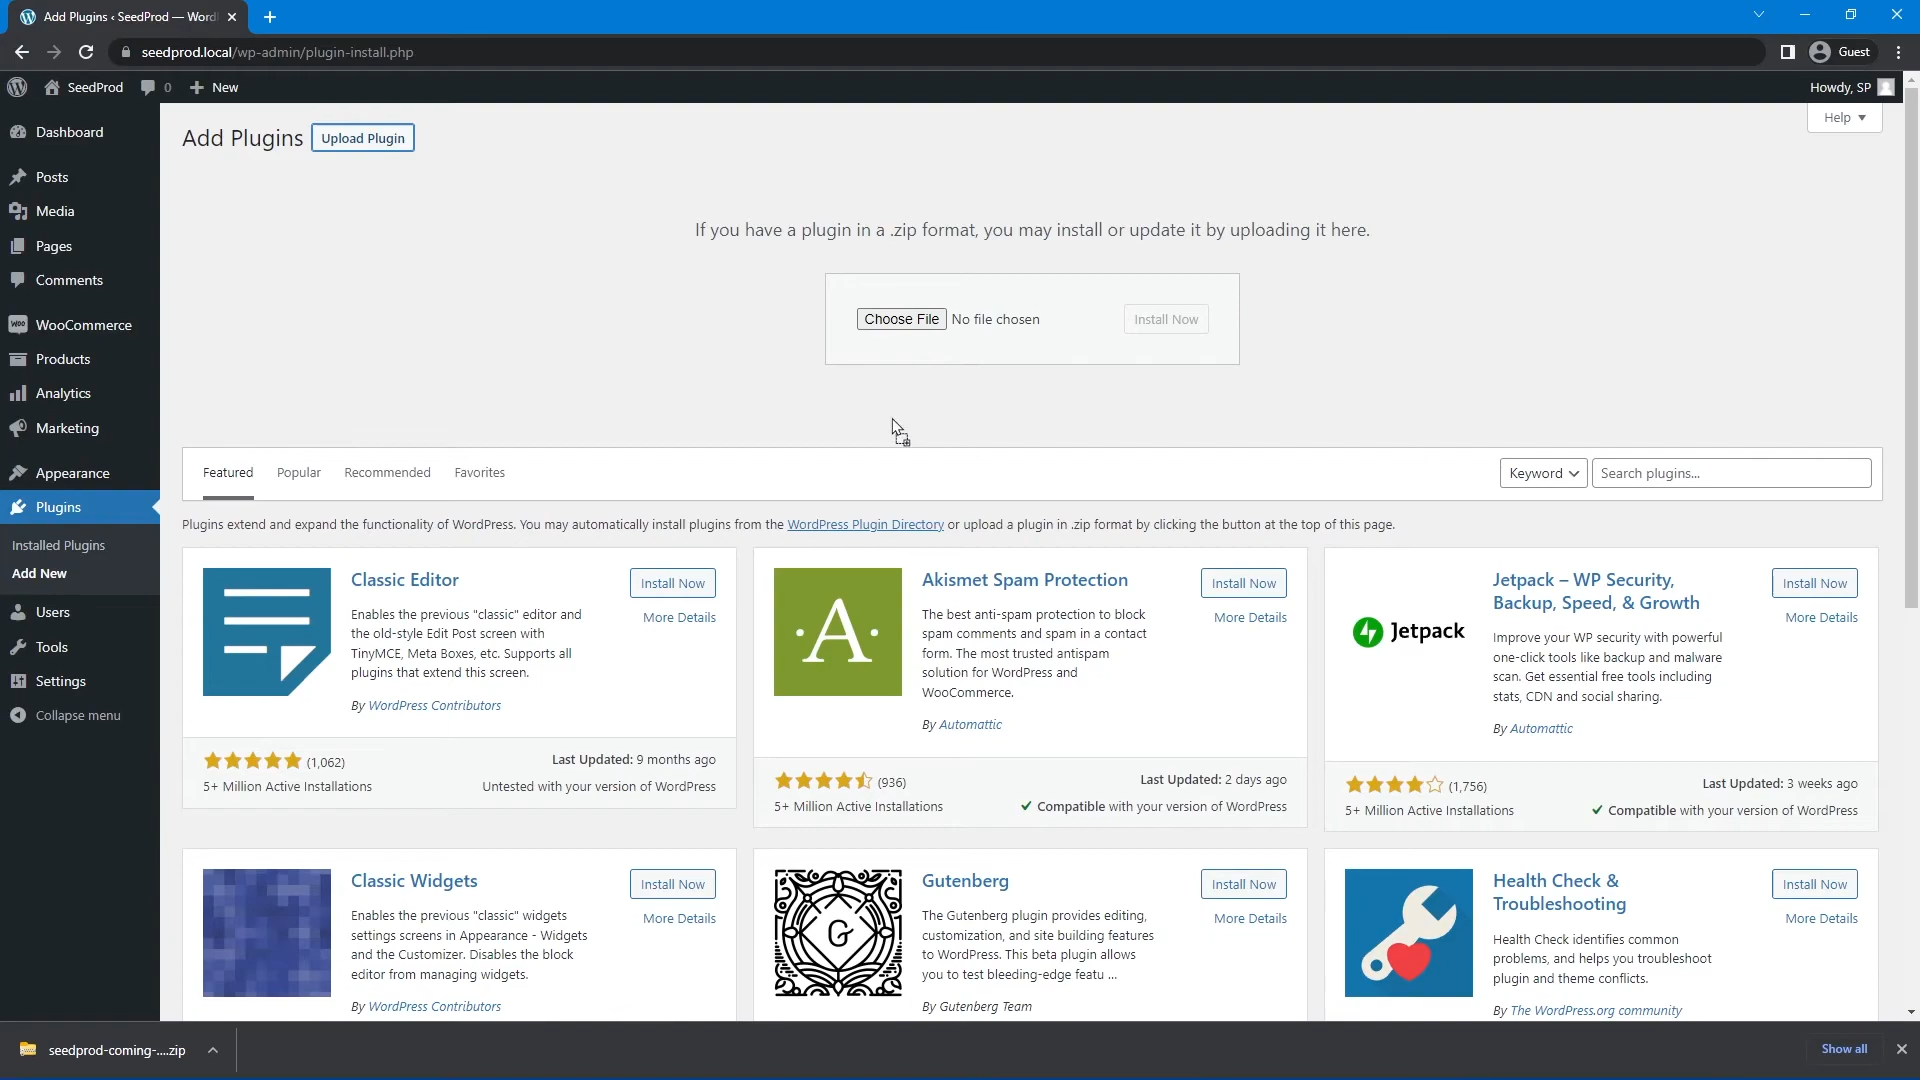 Add Plugins ‹ SeedProd — Word
seedprod.local/wp-admin/plugin-install.php
Guest
SeedProd
0
New
Howdy, SP
Help
Dashboard
Posts
Media
Pages
Comments
WooCommerce
Products
Analytics
Marketing
Appearance
Plugins
Installed Plugins
Add New
Users
Tools
Settings
Collapse menu
Add Plugins
Upload Plugin
If you have a plugin in a .zip format, you may install or update it by uploading it here.
Choose File No file chosen
Install Now
Featured
Popular
Recommended
Favorites
Keyword
Search plugins...
Plugins extend and expand the functionality of WordPress. You may automatically install plugins from the WordPress Plugin Directory or upload a plugin in .zip format by clicking the button at the top of this page.
Classic Editor
Install Now
More Details
Enables the previous "classic" editor and
the old-style Edit Post screen with
TinyMCE, Meta Boxes, etc. Supports all
plugins that extend this screen.
By WordPress Contributors
(1,062)
Last Updated: 9 months ago
5+ Million Active Installations
Untested with your version of WordPress
A
Akismet Spam Protection
Install Now
More Details
The best anti-spam protection to block
spam comments and spam in a contact
form. The most trusted antispam
solution for WordPress and
WooCommerce.
By Automattic
(936)
Last Updated: 2 days ago
5+ Million Active Installations
Compatible with your version of WordPress
Jetpack
Jetpack – WP Security,
Backup, Speed, & Growth
Install Now
More Details
Improve your WP security with powerful
one-click tools like backup and malware
scan. Get essential free tools including
stats, CDN and social sharing.
By Automattic
(1,756)
Last Updated: 3 weeks ago
5+ Million Active Installations
Compatible with your version of WordPress
Classic Widgets
Install Now
More Details
Enables the previous "classic" widgets
settings screens in Appearance - Widgets
and the Customizer. Disables the block
editor from managing widgets.
By WordPress Contributors
G
Gutenberg
Install Now
More Details
The Gutenberg plugin provides editing,
customization, and site building features
to WordPress. This beta plugin allows
you to test bleeding-edge featu ...
By Gutenberg Team
Health Check &
Troubleshooting
Install Now
More Details
Health Check identifies common
problems, and helps you troubleshoot
plugin and theme conflicts.
By The WordPress.org community
seedprod-coming-....zip
Show all